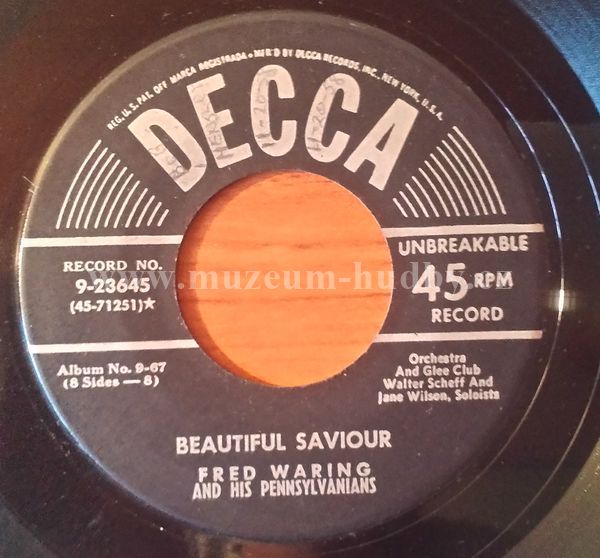 REG. U.S. PAT. OFF. MARCA REGISTRADA • MF'R'D BY DECCA RECORDS, INC., NEW YORK, U.S.A.
DECCA
RECORD NO.
9-23645
(45-71251)★
UNBREAKABLE
45 RPM
RECORD
www.muzeum-hudby.
Album No. 9-67
(8 Sides — 8)
Orchestra
And Glee Club
Walter Scheff And
Jane Wilson, Soloists
BEAUTIFUL SAVIOUR
FRED WARING
AND HIS PENNSYLVANIANS